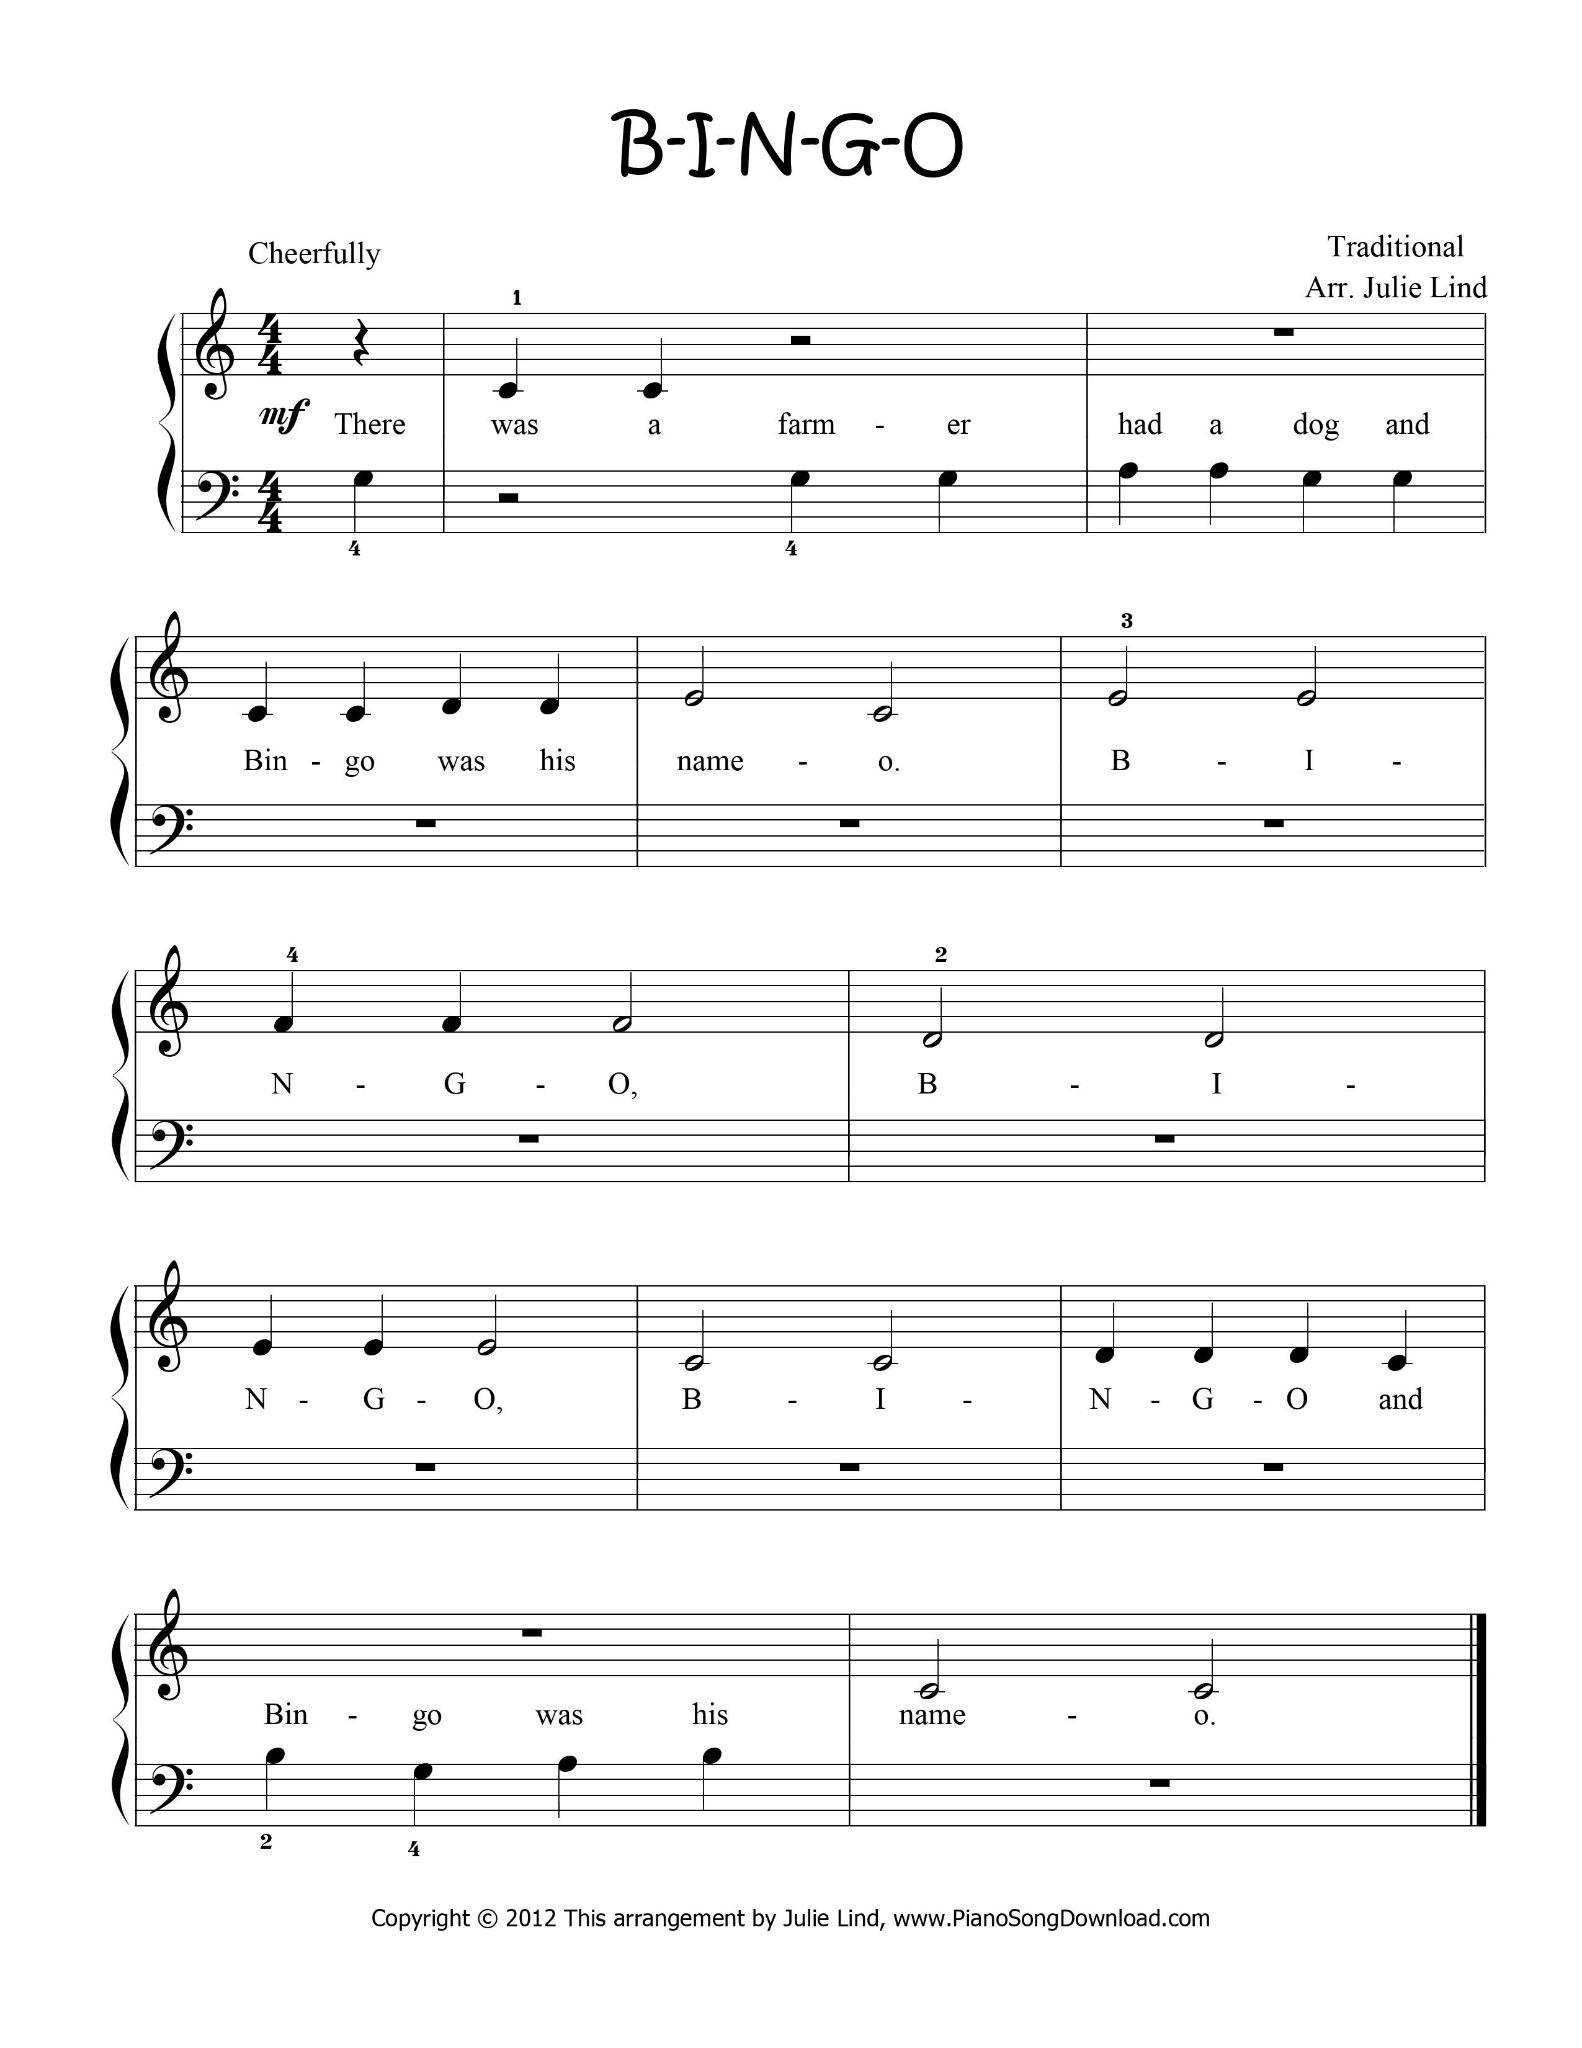 B-I-N-G-O
Cheerfully
Traditional
Arr. Julie Lind
1
4
4
mf There was a farm - er had a dog and
4
4
4 4
3
Bin - go was his name - o. B - I -
4 2
N - G - O, B - I -
N - G - O, B - I - N - G - O and
Bin - go was his name - o.
2 4
Copyright © 2012 This arrangement by Julie Lind, www.PianoSongDownload.com